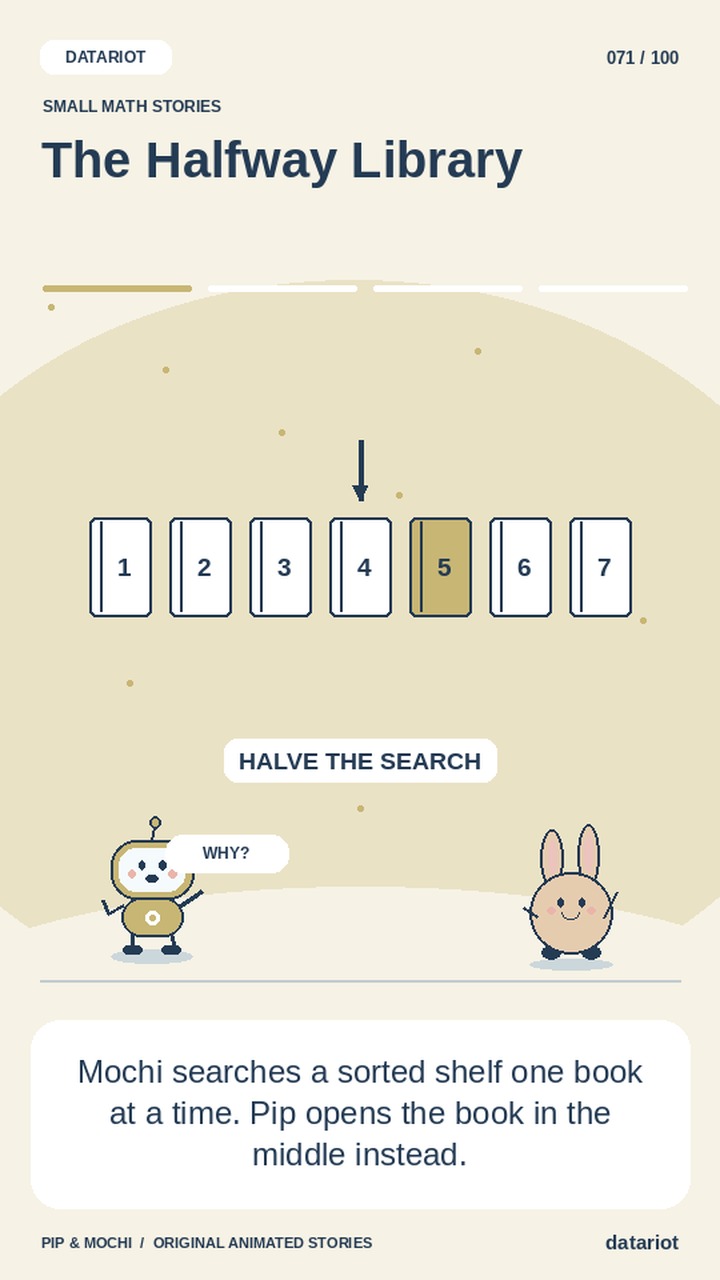 DATARIOT
071 / 100
SMALL MATH STORIES
The Halfway Library
1 2 3 4 5 6 7
HALVE THE SEARCH
WHY?
Mochi searches a sorted shelf one book
at a time. Pip opens the book in the
middle instead.
PIP & MOCHI / ORIGINAL ANIMATED STORIES
datariot